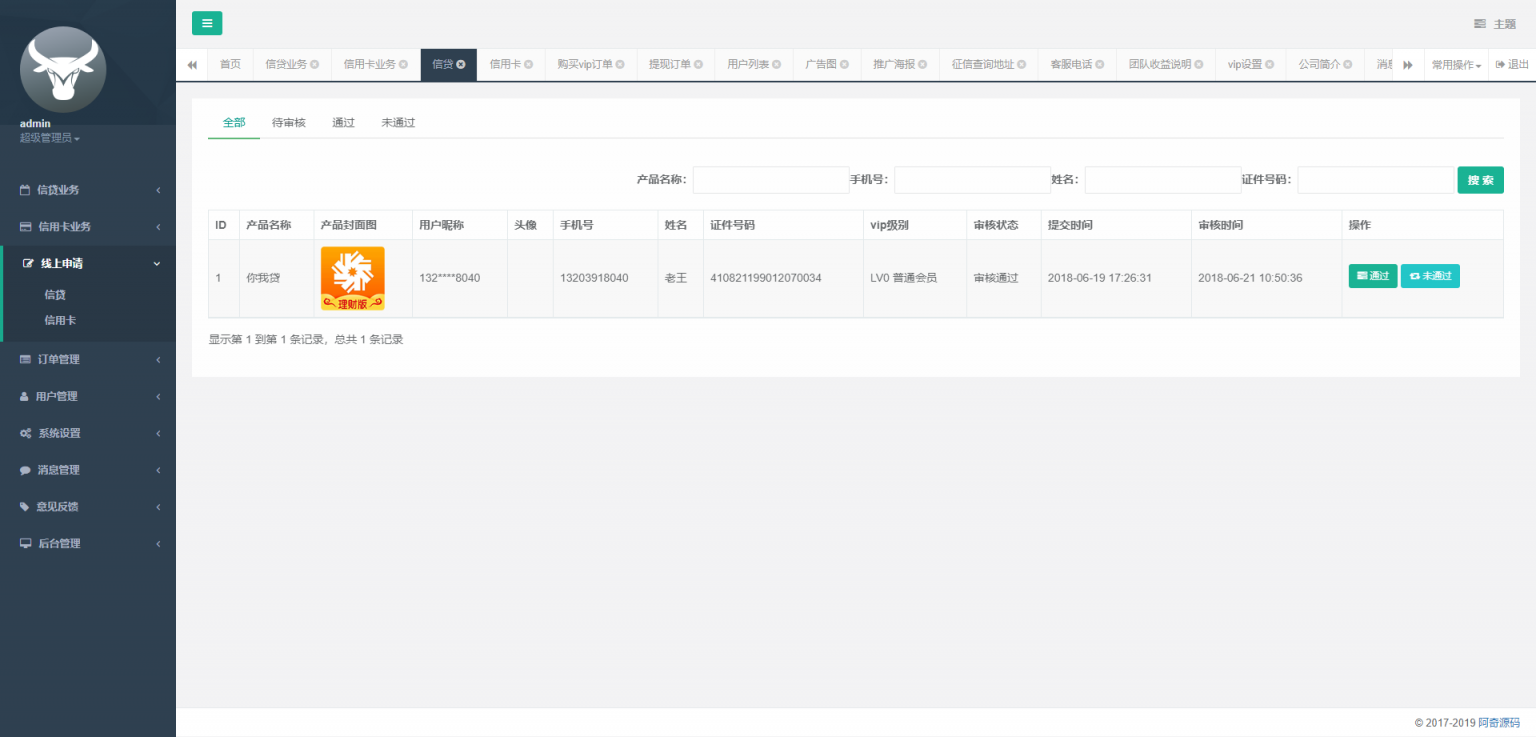 主题
首页 信贷业务 信用卡业务 信贷 信用卡 购买vip订单 提现订单 用户列表 广告图 推广海报 征信查询地址 客服电话 团队收益说明 vip设置 公司简介 消息 常用操作 退出
admin
超级管理员
信贷业务
信用卡业务
线上申请
信贷
信用卡
订单管理
用户管理
系统设置
消息管理
意见反馈
后台管理
全部 待审核 通过 未通过
产品名称: 手机号: 姓名: 证件号码: 搜 索
ID 产品名称 产品封面图 用户昵称 头像 手机号 姓名 证件号码 vip级别 审核状态 提交时间 审核时间 操作
1 你我贷 理财版 132****8040 13203918040 老王 410821199012070034 LV0 普通会员 审核通过 2018-06-19 17:26:31 2018-06-21 10:50:36 通过 未通过
显示第 1 到第 1 条记录，总共 1 条记录
© 2017-2019 阿奇源码